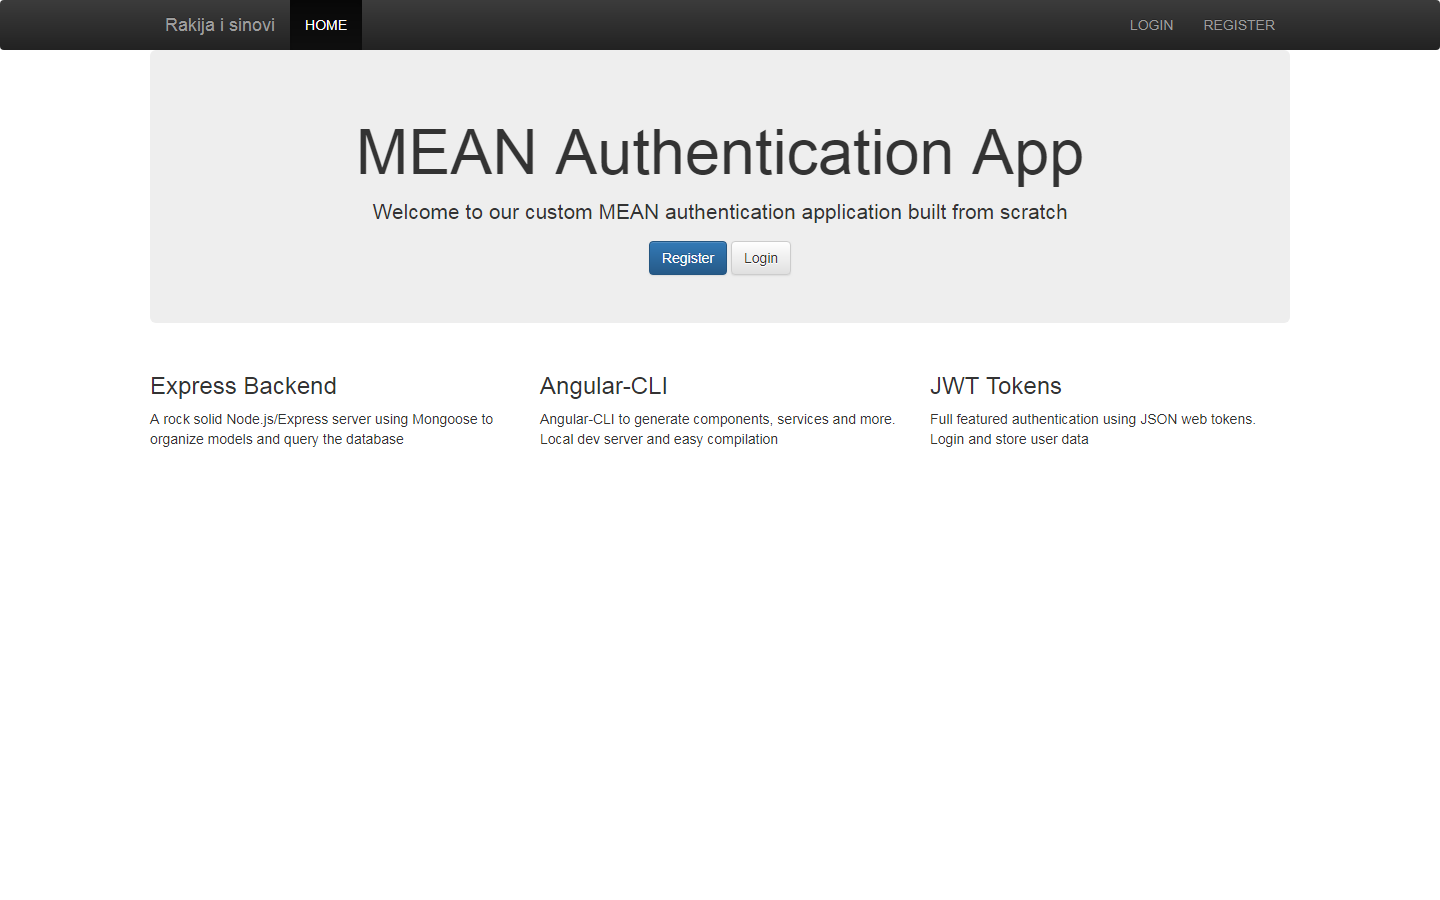 Rakija i sinovi HOME LOGIN REGISTER
MEAN Authentication App
Welcome to our custom MEAN authentication application built from scratch
Register Login
Express Backend
A rock solid Node.js/Express server using Mongoose to
organize models and query the database
Angular-CLI
Angular-CLI to generate components, services and more.
Local dev server and easy compilation
JWT Tokens
Full featured authentication using JSON web tokens.
Login and store user data